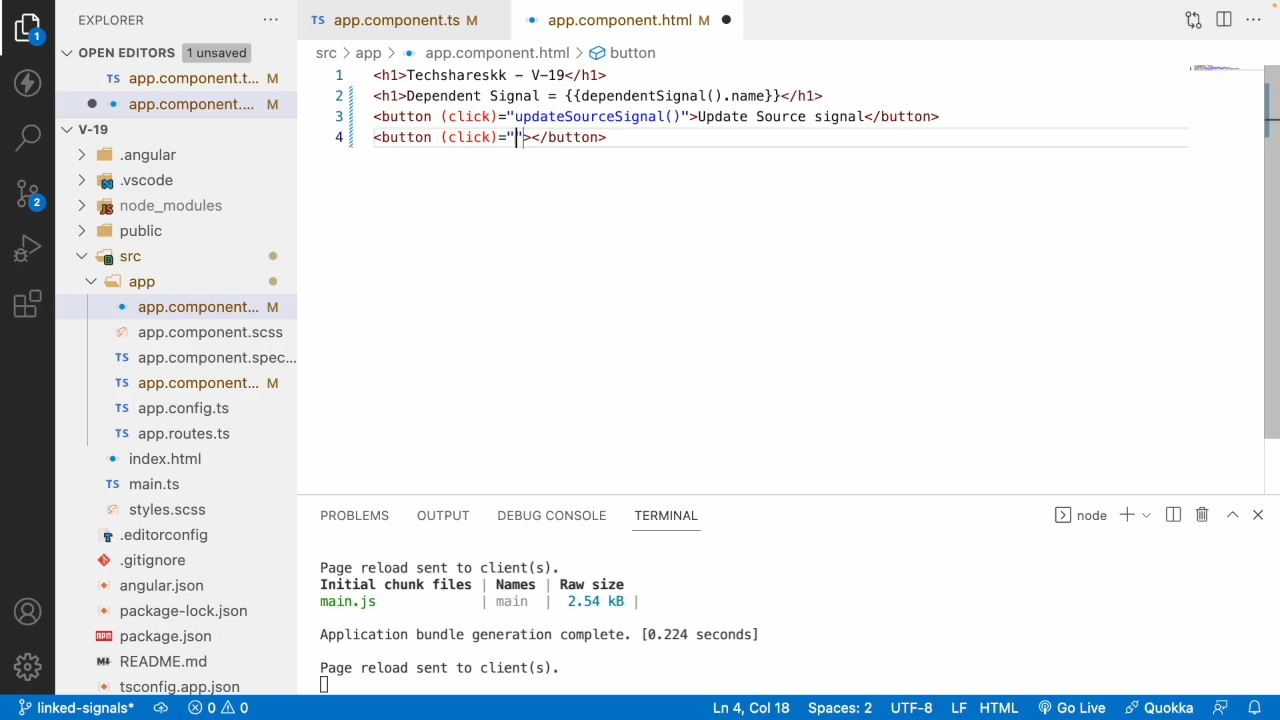 EXPLORER
OPEN EDITORS 1 unsaved
TS app.component.t... M
app.component.... M
V-19
.angular
.vscode
node_modules
public
src
app
app.component... M
app.component.scss
TS app.component.spec...
TS app.component... M
TS app.config.ts
TS app.routes.ts
index.html
TS main.ts
styles.scss
.editorconfig
.gitignore
angular.json
package-lock.json
package.json
README.md
TS tsconfig.app.json
1
2
TS app.component.ts M
app.component.html M
src > app > app.component.html > button
1 <h1>Techshareskk - V-19</h1>
2 <h1>Dependent Signal = {{dependentSignal().name}}</h1>
3 <button (click)="updateSourceSignal()">Update Source signal</button>
4 <button (click)=""></button>
PROBLEMS OUTPUT DEBUG CONSOLE TERMINAL node
Page reload sent to client(s).
Initial chunk files | Names | Raw size
main.js | main | 2.54 kB |
Application bundle generation complete. [0.224 seconds]
Page reload sent to client(s).
linked-signals* 0 0 Ln 4, Col 18 Spaces: 2 UTF-8 LF HTML Go Live Quokka